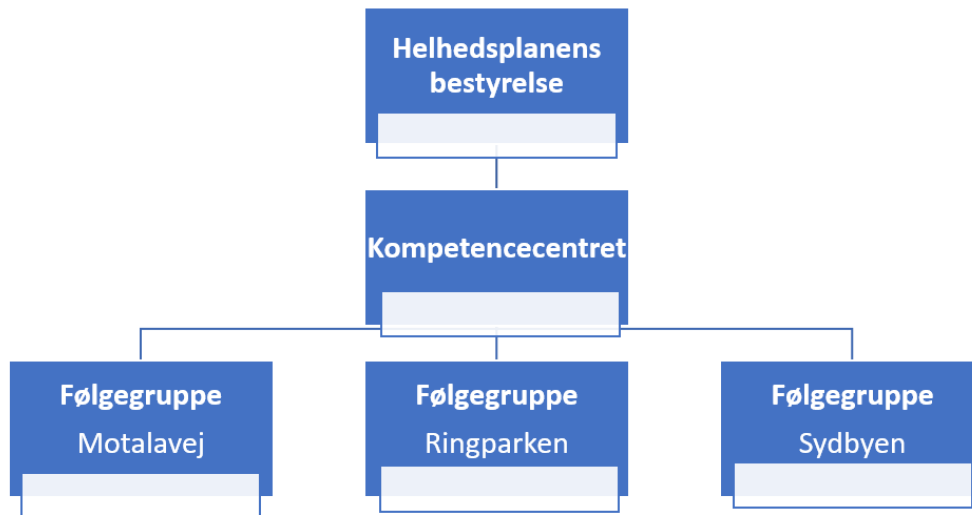 Helhedsplanens
bestyrelse
Kompetencecentret
Følgegruppe
Motalavej
Følgegruppe
Ringparken
Følgegruppe
Sydbyen